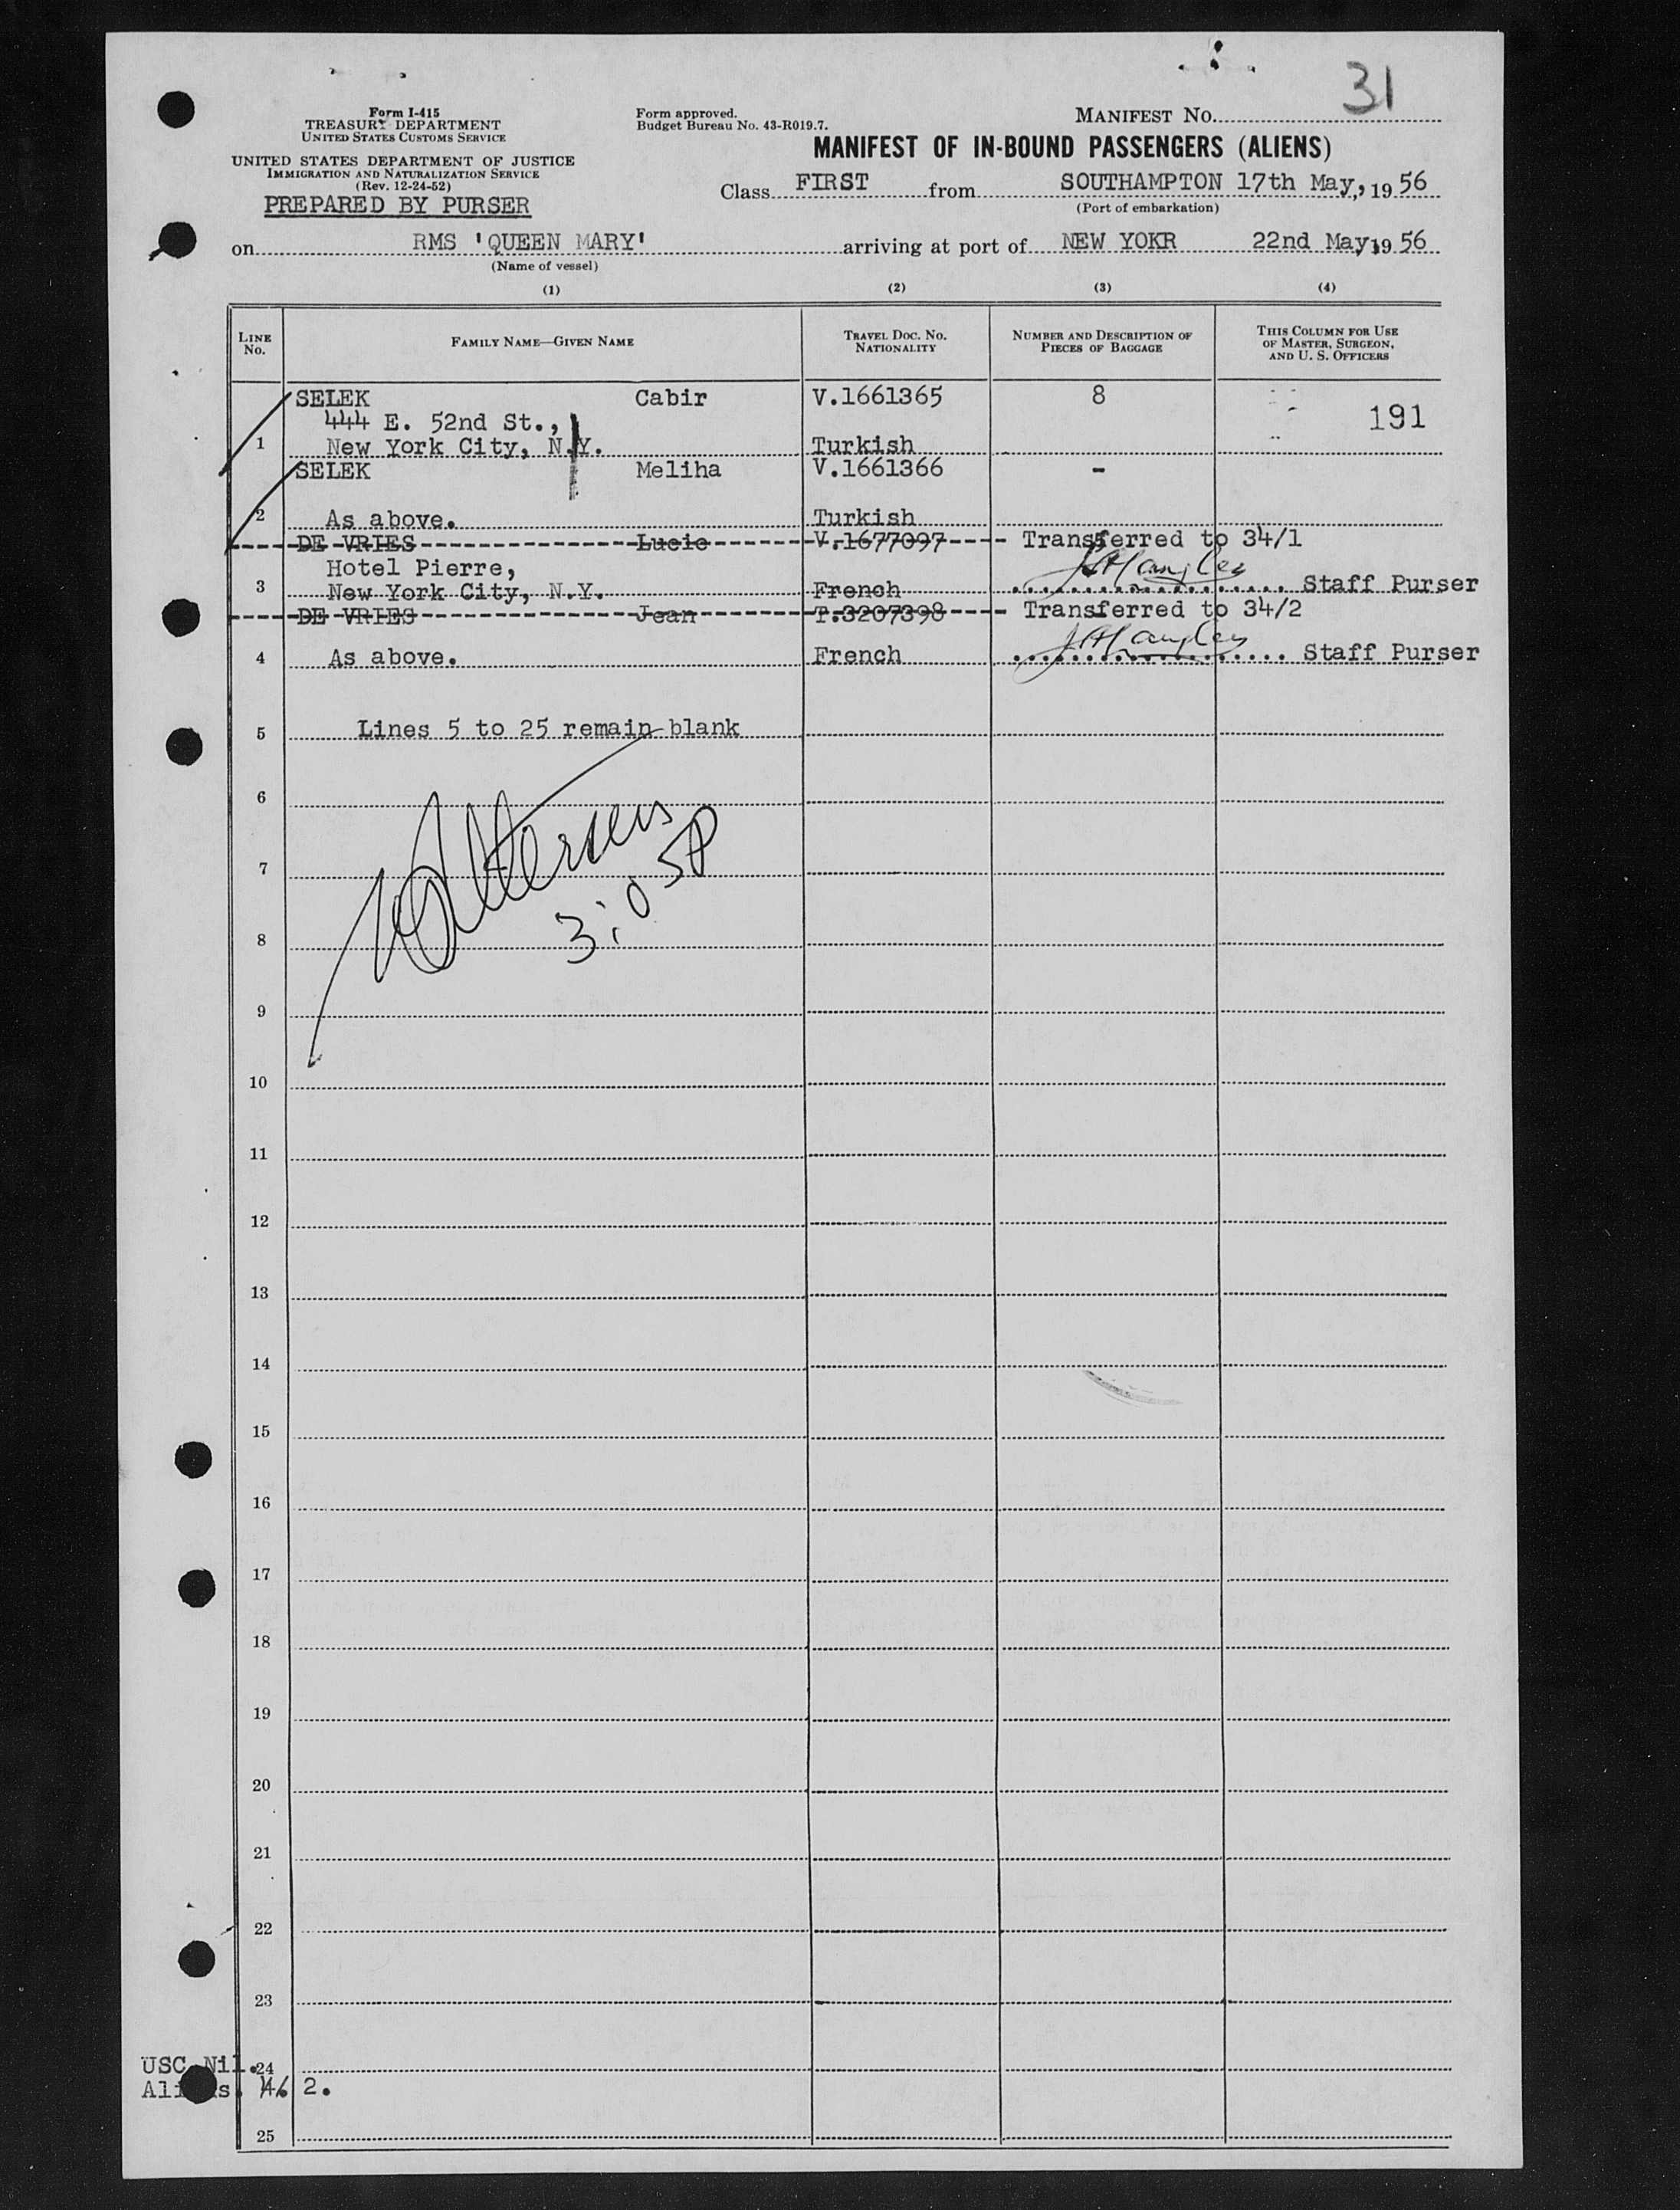 31
Form I-415
TREASURY DEPARTMENT
UNITED STATES CUSTOMS SERVICE
UNITED STATES DEPARTMENT OF JUSTICE
IMMIGRATION AND NATURALIZATION SERVICE
(Rev. 12-24-52)
PREPARED BY PURSER
Form approved.
Budget Bureau No. 43-R019.7.
MANIFEST No.
MANIFEST OF IN-BOUND PASSENGERS (ALIENS)
Class FIRST from SOUTHAMPTON 17th May, , 19 56
(Port of embarkation)
on RMS 'QUEEN MARY' arriving at port of NEW YOKR 22nd May, 19 56
(Name of vessel)
(1) (2) (3) (4)
LINE No. FAMILY NAME—GIVEN NAME TRAVEL DOC. No. NATIONALITY NUMBER AND DESCRIPTION OF PIECES OF BAGGAGE THIS COLUMN FOR USE OF MASTER, SURGEON, AND U. S. OFFICERS
SELEK Cabir V.1661365 8
444 E. 52nd St., 191
1 New York City, N.Y. Turkish
SELEK Meliha V.1661366 -
2 As above. Turkish
DE VRIES Lucie V.1677097 Transferred to 34/1
Hotel Pierre,
3 New York City, N.Y. French Staff Purser
DE VRIES Jean T.3207398 Transferred to 34/2
4 As above. French Staff Purser
5 Lines 5 to 25 remain blank
6
7
8
9
10
11
12
13
14
15
16
17
18
19
20
21
22
23
USC Nil.
24
Aliens. 4. 2.
25